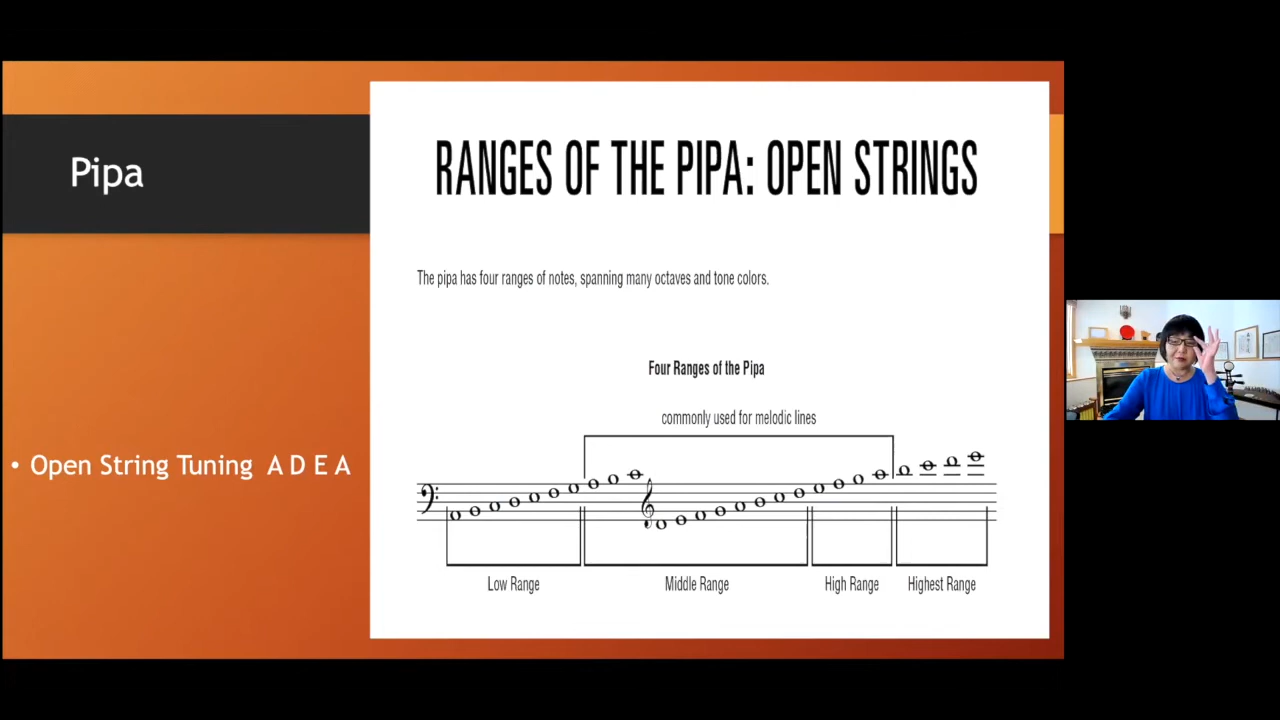 Pipa
• Open String Tuning A D E A
RANGES OF THE PIPA: OPEN STRINGS
The pipa has four ranges of notes, spanning many octaves and tone colors.
Four Ranges of the Pipa
commonly used for melodic lines
Low Range
Middle Range
High Range
Highest Range